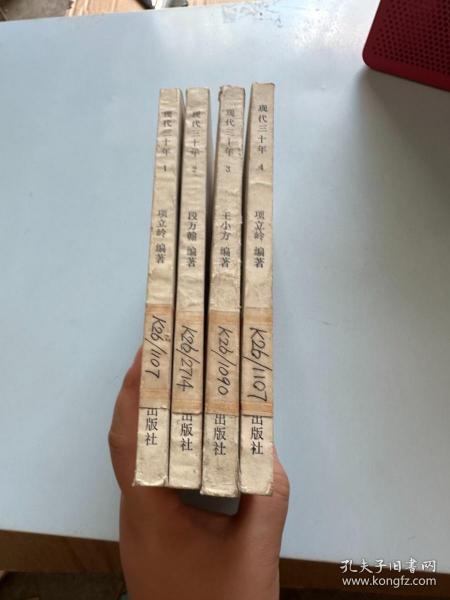 现代三十年 1
项立岭 编著
K26/1107
出版社
现代三十年 2
段万翰 编著
K26/2714
出版社
现代三十年 3
王小方 编著
K26/1090
出版社
现代三十年 4
项立岭 编著
K26/1107
出版社
孔夫子旧书网
www.kongfz.com